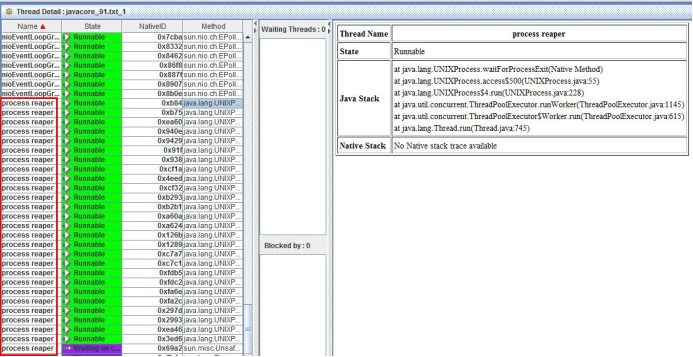 Thread Detail : javacore_91.txt_1
Name State NativeID Method
nioEventLoopGr... Runnable 0x7cba sun.nio.ch.EPoll...
nioEventLoopGr... Runnable 0x8332 sun.nio.ch.EPoll...
nioEventLoopGr... Runnable 0x8462 sun.nio.ch.EPoll...
nioEventLoopGr... Runnable 0x86f8 sun.nio.ch.EPoll...
nioEventLoopGr... Runnable 0x887f sun.nio.ch.EPoll...
nioEventLoopGr... Runnable 0x8907 sun.nio.ch.EPoll...
nioEventLoopGr... Runnable 0x8b0e sun.nio.ch.EPoll...
process reaper Runnable 0xb84 java.lang.UNIXP...
process reaper Runnable 0xb75 java.lang.UNIXP...
process reaper Runnable 0xea60 java.lang.UNIXP...
process reaper Runnable 0x940e java.lang.UNIXP...
process reaper Runnable 0x9429 java.lang.UNIXP...
process reaper Runnable 0x91f java.lang.UNIXP...
process reaper Runnable 0x938 java.lang.UNIXP...
process reaper Runnable 0xcf1a java.lang.UNIXP...
process reaper Runnable 0x4eed java.lang.UNIXP...
process reaper Runnable 0xcf32 java.lang.UNIXP...
process reaper Runnable 0xb293 java.lang.UNIXP...
process reaper Runnable 0xb2b1 java.lang.UNIXP...
process reaper Runnable 0xa60a java.lang.UNIXP...
process reaper Runnable 0xa624 java.lang.UNIXP...
process reaper Runnable 0x126b java.lang.UNIXP...
process reaper Runnable 0x1289 java.lang.UNIXP...
process reaper Runnable 0xc7a7 java.lang.UNIXP...
process reaper Runnable 0xc7c1 java.lang.UNIXP...
process reaper Runnable 0xfdb5 java.lang.UNIXP...
process reaper Runnable 0xfdc2 java.lang.UNIXP...
process reaper Runnable 0xfa6e java.lang.UNIXP...
process reaper Runnable 0xfa2c java.lang.UNIXP...
process reaper Runnable 0x297d java.lang.UNIXP...
process reaper Runnable 0x2993 java.lang.UNIXP...
process reaper Runnable 0xea46 java.lang.UNIXP...
process reaper Runnable 0x3ed6 java.lang.UNIXP...
process reaper Waiting on c... 0x69a2 sun.misc.Unsaf...
Waiting Threads : 0
Blocked by : 0
Thread Name process reaper
State Runnable
Java Stack
at java.lang.UNIXProcess.waitForProcessExit(Native Method)
at java.lang.UNIXProcess.access$500(UNIXProcess.java:55)
at java.lang.UNIXProcess$4.run(UNIXProcess.java:228)
at java.util.concurrent.ThreadPoolExecutor.runWorker(ThreadPoolExecutor.java:1145)
at java.util.concurrent.ThreadPoolExecutor$Worker.run(ThreadPoolExecutor.java:615)
at java.lang.Thread.run(Thread.java:745)
Native Stack No Native stack trace available